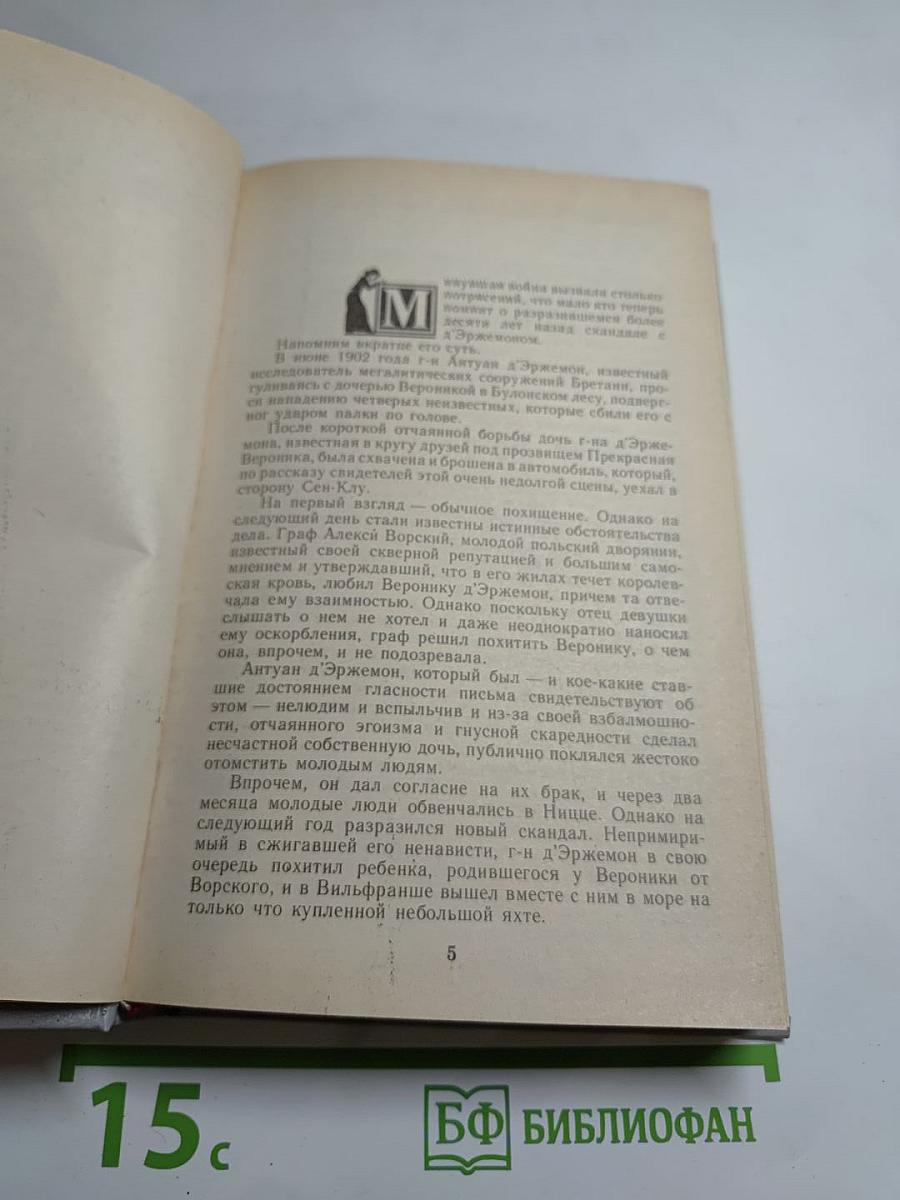 Минувшая война вызвала столько
потрясений, что мало кто теперь
помнит о разразившемся более
десяти лет назад скандале с
д'Эржемоном.
Напомним вкратце его суть.
В июне 1902 года г-н Антуан д'Эржемон, известный
исследователь мегалитических сооружений Бретани, про-
гуливаясь с дочерью Вероникой в Булонском лесу, подверг-
ся нападению четверых неизвестных, которые сбили его с
ног ударом палки по голове.
После короткой отчаянной борьбы дочь г-на д'Эрже-
мона, известная в кругу друзей под прозвищем Прекрасная
Вероника, была схвачена и брошена в автомобиль, который,
по рассказу свидетелей этой очень недолгой сцены, уехал в
сторону Сен-Клу.
На первый взгляд — обычное похищение. Однако на
следующий день стали известны истинные обстоятельства
дела. Граф Алекси́ Ворский, молодой польский дворянин,
известный своей скверной репутацией и большим само-
мнением и утверждавший, что в его жилах течет королев-
ская кровь, любил Веронику д'Эржемон, причем та отве-
чала ему взаимностью. Однако поскольку отец девушки
слышать о нем не хотел и даже неоднократно наносил
ему оскорбления, граф решил похитить Веронику, о чем
она, впрочем, и не подозревала.
Антуан д'Эржемон, который был — и кое-какие став-
шие достоянием гласности письма свидетельствуют об
этом — нелюдим и вспыльчив и из-за своей взбалмошно-
сти, отчаянного эгоизма и гнусной скаредности сделал
несчастной собственную дочь, публично поклялся жестоко
отомстить молодым людям.
Впрочем, он дал согласие на их брак, и через два
месяца молодые люди обвенчались в Ницце. Однако на
следующий год разразился новый скандал. Непримири-
мый в сжигавшей его ненависти, г-н д'Эржемон в свою
очередь похитил ребенка, родившегося у Вероники от
Ворского, и в Вильфранше вышел вместе с ним в море на
только что купленной небольшой яхте.
5
15 с
БФ БИБЛИОФАН